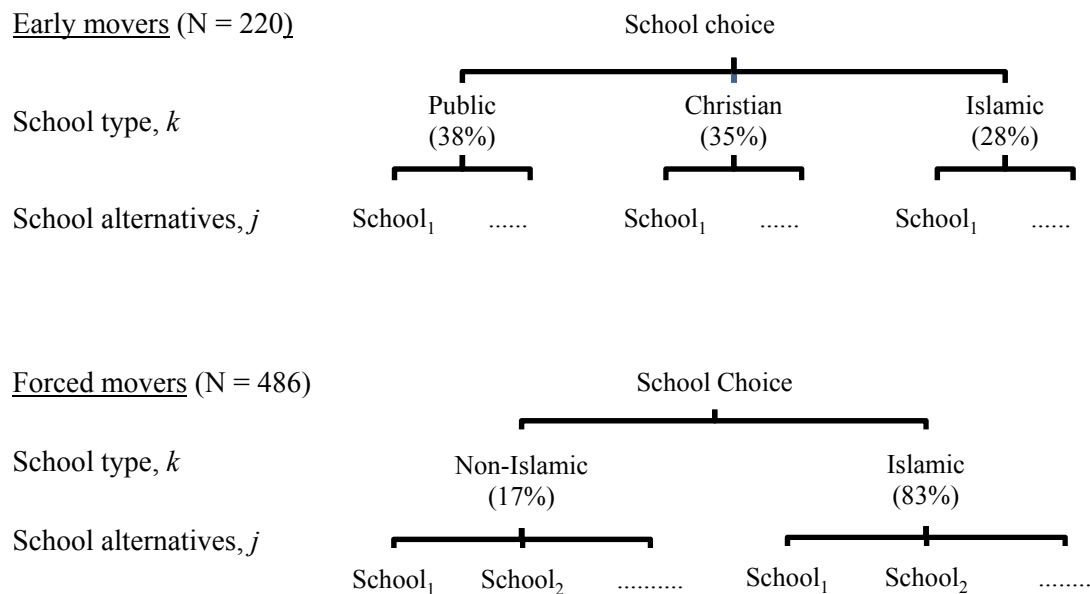 Early movers (N = 220) School choice
School type, k Public Christian Islamic
(38%) (35%) (28%)
School alternatives, j School₁ ...... School₁ ...... School₁ ......
Forced movers (N = 486) School Choice
School type, k Non-Islamic Islamic
(17%) (83%)
School alternatives, j
School₁ School₂ .......... School₁ School₂ ........